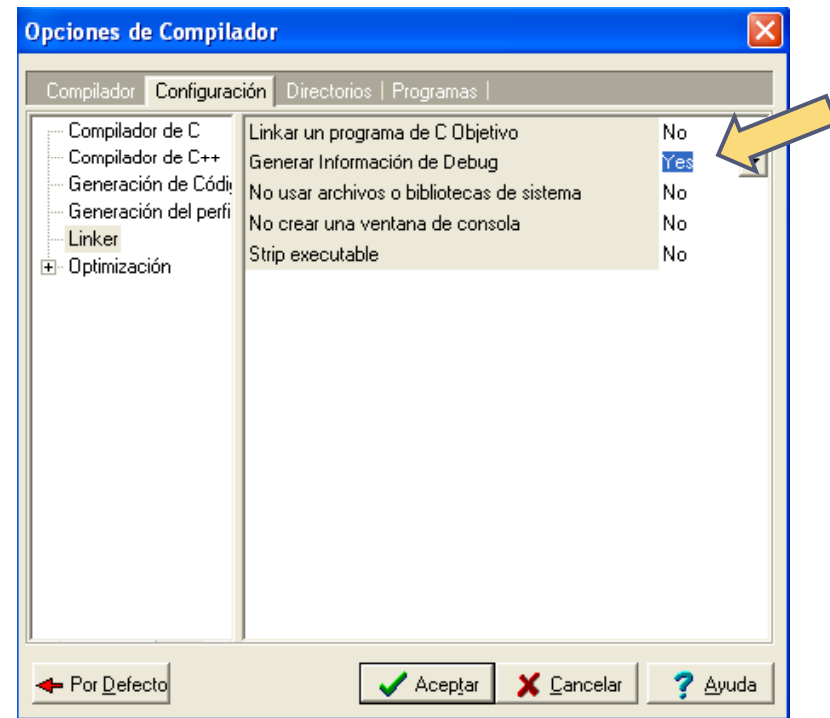 Opciones de Compilador
Compilador Configuración Directorios Programas
Compilador de C
Compilador de C++
Generación de Códi
Generación del perfi
Linker
Optimización
Linkar un programa de C Objetivo No
Generar Información de Debug Yes
No usar archivos o bibliotecas de sistema No
No crear una ventana de consola No
Strip executable No
Por Defecto Aceptar Cancelar Ayuda